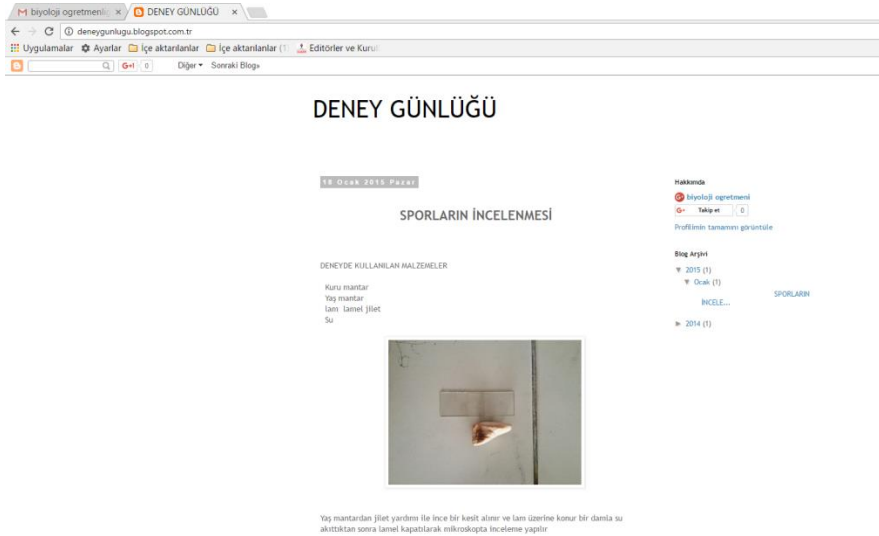 biyoloji ogretmenli
DENEY GÜNLÜĞÜ
deneygunlugu.blogspot.com.tr
Uygulamalar Ayarlar İçe aktarılanlar İçe aktarılanlar (1 Editörler ve Kurul
G+1 0 Diğer Sonraki Blog»
DENEY GÜNLÜĞÜ
18 Ocak 2015 Pazar
SPORLARIN İNCELENMESİ
DENEYDE KULLANILAN MALZEMELER
Kuru mantar
Yaş mantar
lam lamel jilet
Su
Yaş mantardan jilet yardımı ile ince bir kesit alınır ve lam üzerine konur bir damla su
akıttıktan sonra lamel kapatılarak mikroskopta inceleme yapılır
Hakkımda
biyoloji ogretmeni
G+ Takip et 0
Profilimin tamamını görüntüle
Blog Arşivi
▼ 2015 (1)
▼ Ocak (1)
SPORLARIN
İNCELE...
► 2014 (1)